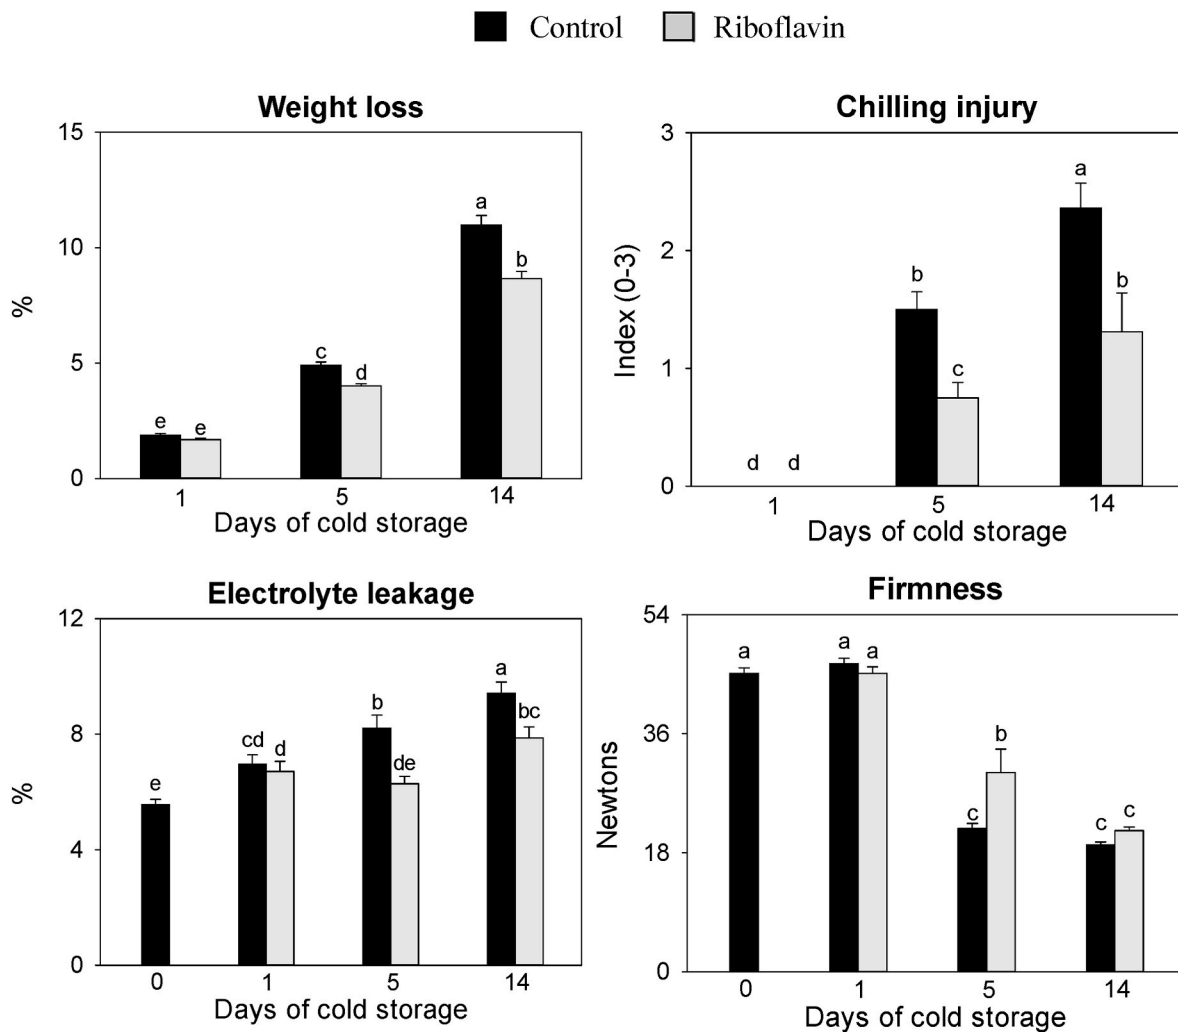 Control Riboflavin
Weight loss
15
10
5
0
%
e e c d a b
1 5 14
Days of cold storage
Chilling injury
3
2
1
0
Index (0-3)
d d b c a b
1 5 14
Days of cold storage
Electrolyte leakage
12
8
4
0
%
e cd d b de a bc
0 1 5 14
Days of cold storage
Firmness
54
36
18
0
Newtons
a a a c b c c
0 1 5 14
Days of cold storage